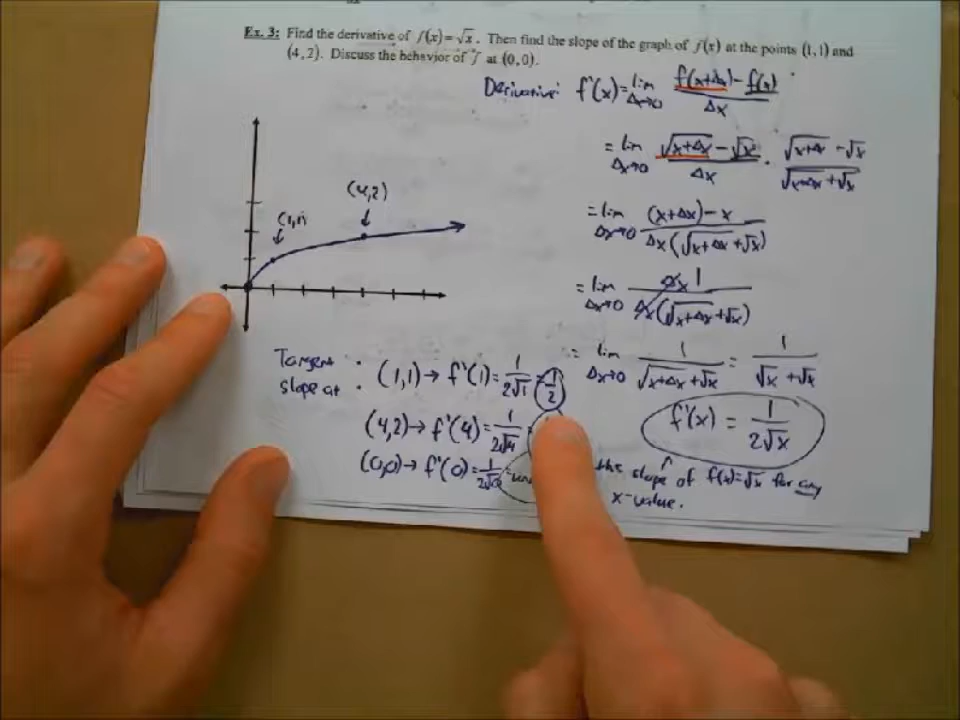 Ex. 3: Find the derivative of f(x) = √x. Then find the slope of the graph of f(x) at the points (1,1) and
(4,2). Discuss the behavior of f at (0,0).
Derivative: f'(x) = lim Δx→0 f(x+Δx) − f(x) / Δx
= lim Δx→0 √x+Δx − √x / Δx · √x+Δx − √x / √x+Δx + √x
= lim Δx→0 (x+Δx) − x / Δx(√x+Δx + √x)
= lim Δx→0 Δx 1 / Δx(√x+Δx + √x)
= lim Δx→0 1 / √x+Δx + √x = 1 / √x + √x
f'(x) = 1 / 2√x
the slope of f(x) = √x for any
x-value.
(4,2)
(1,1)
Tangent
slope at
(1,1) → f'(1) = 1 / 2√1 = 1/2
(4,2) → f'(4) = 1 / 2√4
(0,0) → f'(0) = 1 / 2√0 =